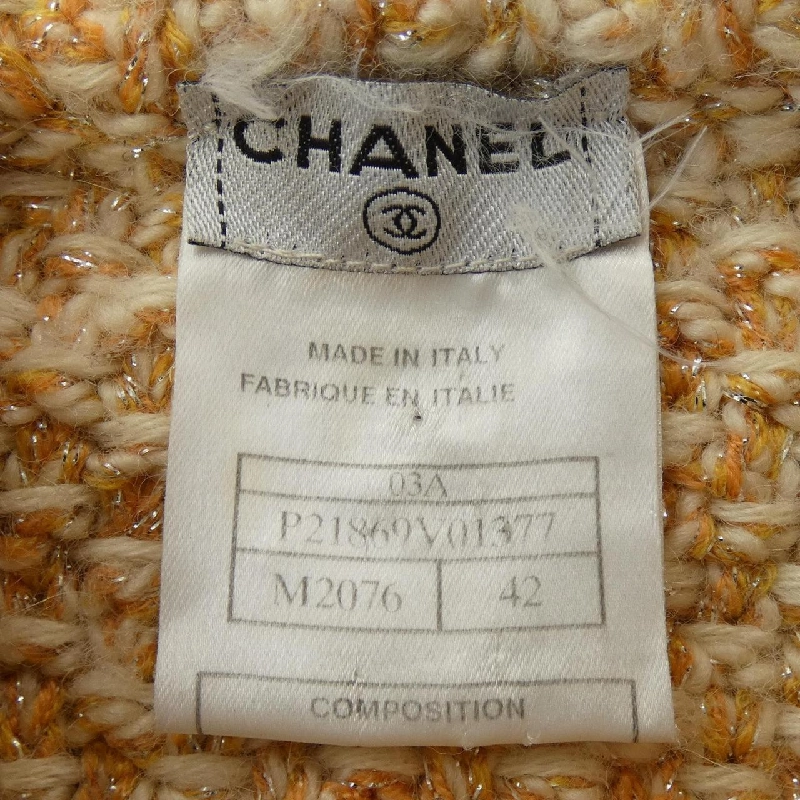 CHANEL
MADE IN ITALY
FABRIQUE EN ITALIE
03A
P21869V01377
M2076 42
COMPOSITION